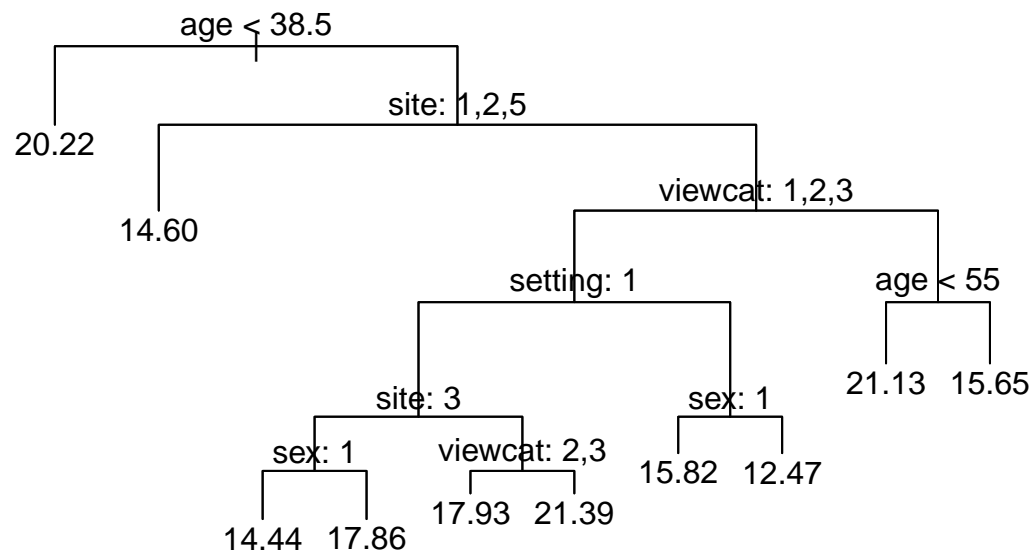 age < 38.5
site: 1,2,5
20.22
viewcat: 1,2,3
14.60
setting: 1
age < 55
21.13 15.65
site: 3
sex: 1
sex: 1
viewcat: 2,3
15.82 12.47
17.93 21.39
14.44 17.86